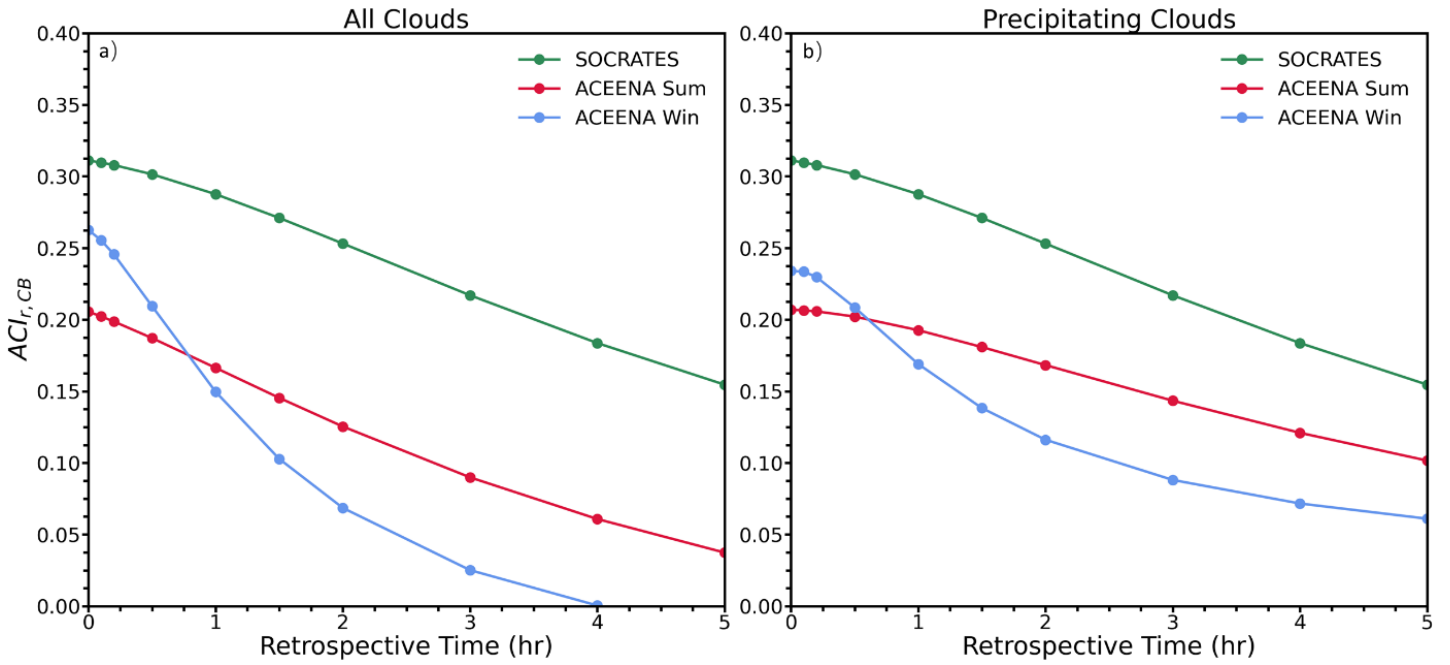 All Clouds
a)
SOCRATES
ACEENA Sum
ACEENA Win
0.40
0.35
0.30
0.25
0.20
0.15
0.10
0.05
0.00
ACI_{r,CB}
0 1 2 3 4 5
Retrospective Time (hr)
Precipitating Clouds
b)
SOCRATES
ACEENA Sum
ACEENA Win
0.40
0.35
0.30
0.25
0.20
0.15
0.10
0.05
0.00
0 1 2 3 4 5
Retrospective Time (hr)